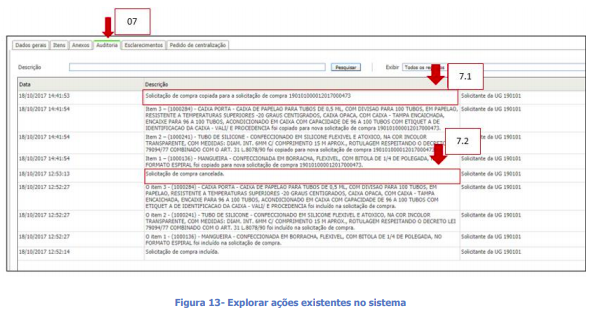 07
Dados gerais Itens Anexos Auditoria Esclarecimentos Pedido de centralização
Descrição Pesquisar Exibir Todos os re
7.1
Data Descrição
18/10/2017 14:41:53 Solicitação de compra copiada para a solicitação de compra 190101000012017000473 Solicitante da UG 190101
18/10/2017 14:41:54 Item 3 – (1000284) - CAIXA PORTA - CAIXA DE PAPELAO PARA TUBOS DE 0,5 ML, COM DIVISAO PARA 100 TUBOS, EM PAPELAO, Solicitante da UG 190101
RESISTENTE A TEMPERATURAS SUPERIORES -20 GRAUS CENTIGRADOS, CAIXA OPACA, COM CAIXA - TAMPA ENCAICHADA,
ENCAIXE PARA 96 A 100 TUBOS, ACONDICIONADO EM CAIXA COM CAPACIDADE DE 96 A 100 TUBOS COM ETIQUET A DE
IDENTIFICACAO DA CAIXA - VALI/ E PROCEDENCIA foi copiado para nova solicitação de compra 190101000012017000473.
18/10/2017 14:41:54 Item 2 – (1000241) - TUBO DE SILICONE - CONFECCIONADO EM SILICONE FLEXIVEL E ATOXICO, NA COR INCOLOR Solicitante da UG 190101
TRANSPARENTE, COM MEDIDAS: DIAM. INT. 6MM C/ COMPRIMENTO 15 M APROX., ROTULAGEM RESPEITANDO O DECRETO
79094/77 COMBINADO COM O ART. 31 L.8078/90 foi copiado para nova solicitação de compra 190101000012017000473.
7.2
18/10/2017 14:41:54 Item 1 – (1000136) - MANGUEIRA - CONFECCIONADA EM BORRACHA, FLEXIVEL, COM BITOLA DE 1/4 DE POLEGADA, Solicitante da UG 190101
FORMATO ESPIRAL foi copiado para nova solicitação de compra 190101000012017000473.
18/10/2017 12:53:13 Solicitação de compra cancelada. Solicitante da UG 190101
18/10/2017 12:52:27 O item 3 - (1000284) - CAIXA PORTA - CAIXA DE PAPELAO PARA TUBOS DE 0,5 ML, COM DIVISAO PARA 100 TUBOS, EM Solicitante da UG 190101
PAPELAO, RESISTENTE A TEMPERATURAS SUPERIORES -20 GRAUS CENTIGRADOS, CAIXA OPACA, COM CAIXA - TAMPA
ENCAICHADA, ENCAIXE PARA 96 A 100 TUBOS, ACONDICIONADO EM CAIXA COM CAPACIDADE DE 96 A 100 TUBOS COM
ETIQUET A DE IDENTIFICACAO DA CAIXA - VALI/ E PROCEDENCIA foi incluído na solicitação de compra.
18/10/2017 12:52:27 O item 2 - (1000241) - TUBO DE SILICONE - CONFECCIONADO EM SILICONE FLEXIVEL E ATOXICO, NA COR INCOLOR Solicitante da UG 190101
TRANSPARENTE, COM MEDIDAS: DIAM. INT. 6MM C/ COMPRIMENTO 15 M APROX., ROTULAGEM RESPEITANDO O DECRETO LEI
79094/77 COMBINADO COM O ART. 31 L.8078/90 foi incluído na solicitação de compra.
18/10/2017 12:52:27 O item 1 - (1000136) - MANGUEIRA - CONFECCIONADA EM BORRACHA, FLEXIVEL, COM BITOLA DE 1/4 DE POLEGADA, NO Solicitante da UG 190101
FORMATO ESPIRAL foi incluído na solicitação de compra.
18/10/2017 12:52:14 Solicitação de compra incluída. Solicitante da UG 190101
Figura 13- Explorar ações existentes no sistema